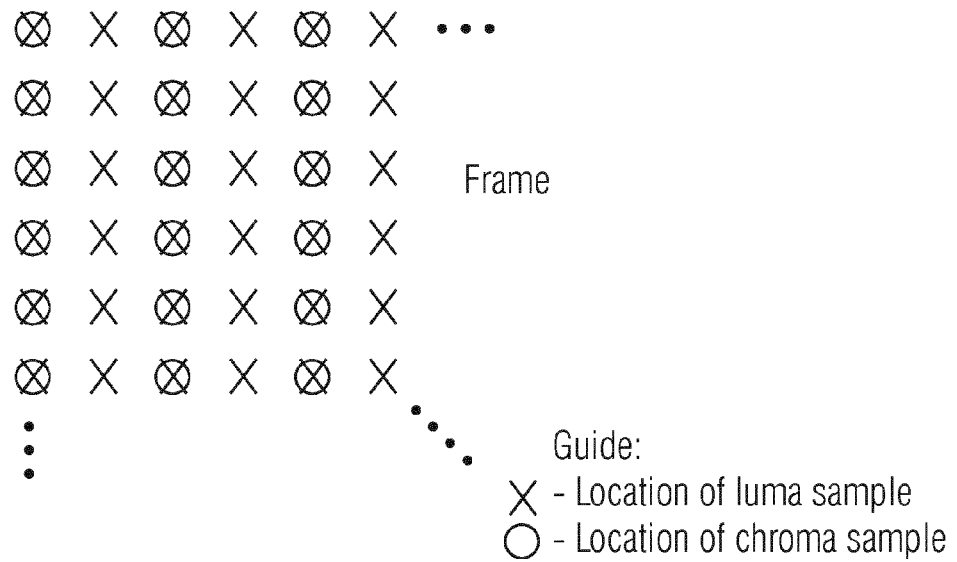 Frame
Guide:
X - Location of luma sample
O - Location of chroma sample